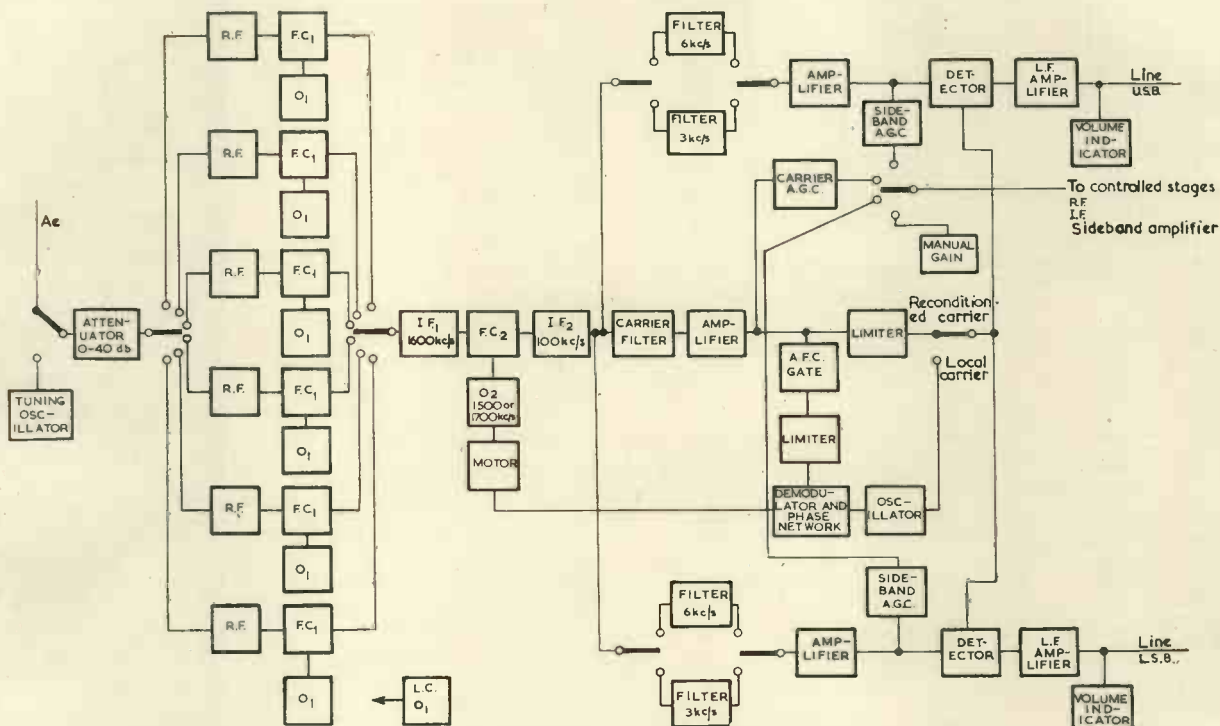 Ae
ATTEN-
UATOR
0-40 db
TUNING
OSC-
ILLATOR
R.F.
F.C1
O1
R.F.
F.C1
O1
R.F.
F.C1
O1
R.F.
F.C1
O1
R.F.
F.C1
O1
R.F.
F.C1
O1
L.C.
O1
I.F.1
1600kc/s
F.C2
I.F.2
100kc/s
O2
1500 or
1700kc/s
MOTOR
FILTER
6kc/s
FILTER
3kc/s
AMP-
LIFIER
SIDE-
BAND
A.G.C.
DET-
ECTOR
L.F.
AMP-
LIFIER
Line
U.S.B.
VOLUME
IND-
ICATOR
CARRIER
A.G.C.
To controlled stages
R.F.
I.F.
Sideband amplifier
MANUAL
GAIN
CARRIER
FILTER
AMP-
LIFIER
LIMITER
Recondition-
ed carrier
Local
carrier
A.F.C.
GATE
LIMITER
DEMODU-
LATOR AND
PHASE
NETWORK
OSC-
ILLATOR
SIDE-
BAND
A.G.C.
FILTER
6kc/s
FILTER
3kc/s
AMP-
LIFIER
DET-
ECTOR
L.F.
AMP-
LIFIER
Line
L.S.B.
VOLUME
IND-
ICATOR